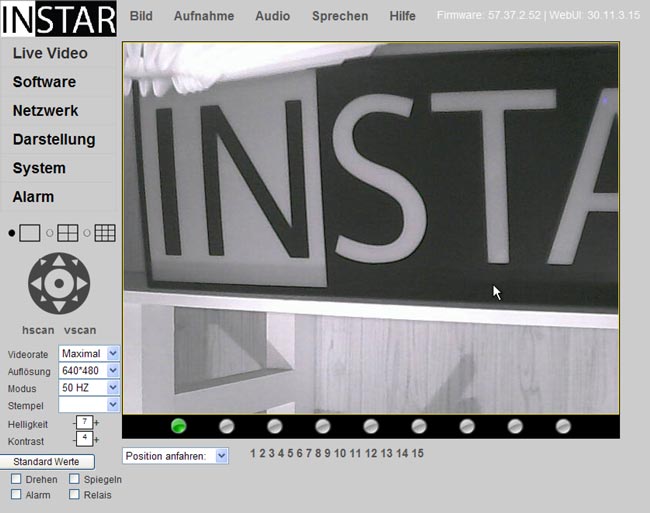 INSTAR
Bild Aufnahme Audio Sprechen Hilfe
Firmware: 57.37.2.52 | WebUI: 30.11.3.15
Live Video
Software
Netzwerk
Darstellung
System
Alarm
INSTA
hscan vscan
Videorate Maximal
Auflösung 640*480
Modus 50 HZ
Stempel
Helligkeit - 7 +
Kontrast - 4 +
Standard Werte
Drehen Spiegeln
Alarm Relais
Position anfahren:
1 2 3 4 5 6 7 8 9 10 11 12 13 14 15